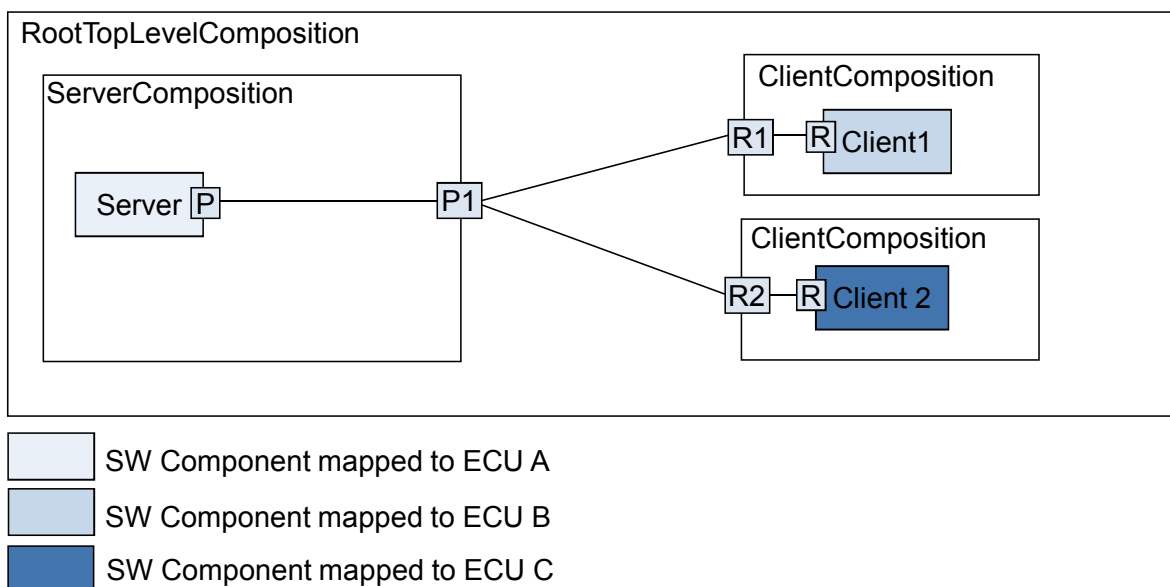 RootTopLevelComposition
ServerComposition
Server
P
P1
ClientComposition
R1
R
Client1
ClientComposition
R2
R
Client 2
SW Component mapped to ECU A
SW Component mapped to ECU B
SW Component mapped to ECU C